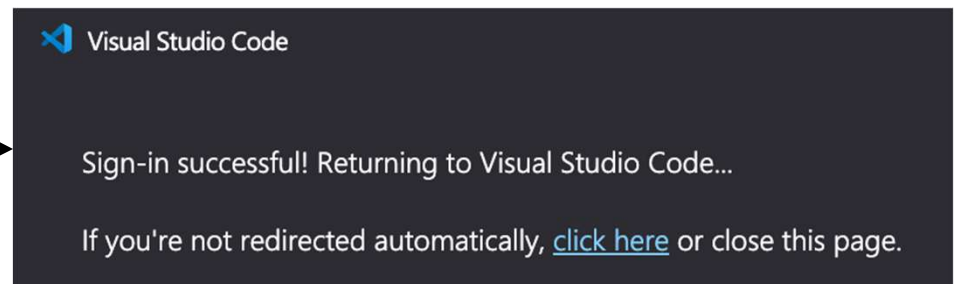 Visual Studio Code
Sign-in successful! Returning to Visual Studio Code...
If you're not redirected automatically, click here or close this page.